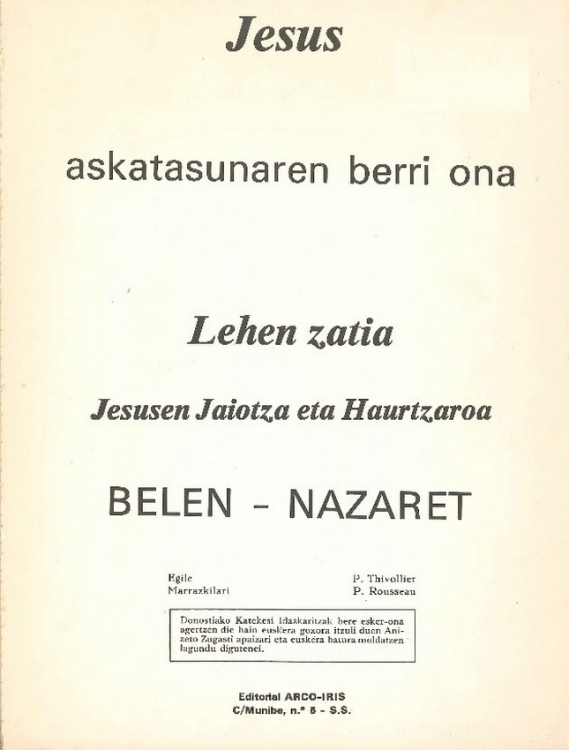 Jesus
askatasunaren berri ona
Lehen zatia
Jesusen Jaiotza eta Haurtzaroa
BELEN - NAZARET
Egile P. Thivollier
Marrazkilari P. Rousseau
Donostiako Katekesi Idazkaritzak bere esker-ona
agertzen die hain euskera goxora itzuli duen Ani-
zeto Zugasti apaizari eta euskera batura moldatzen
lagundu digutenei.
Editorial ARCO-IRIS
C/Munibe, n.º 5 - S.S.